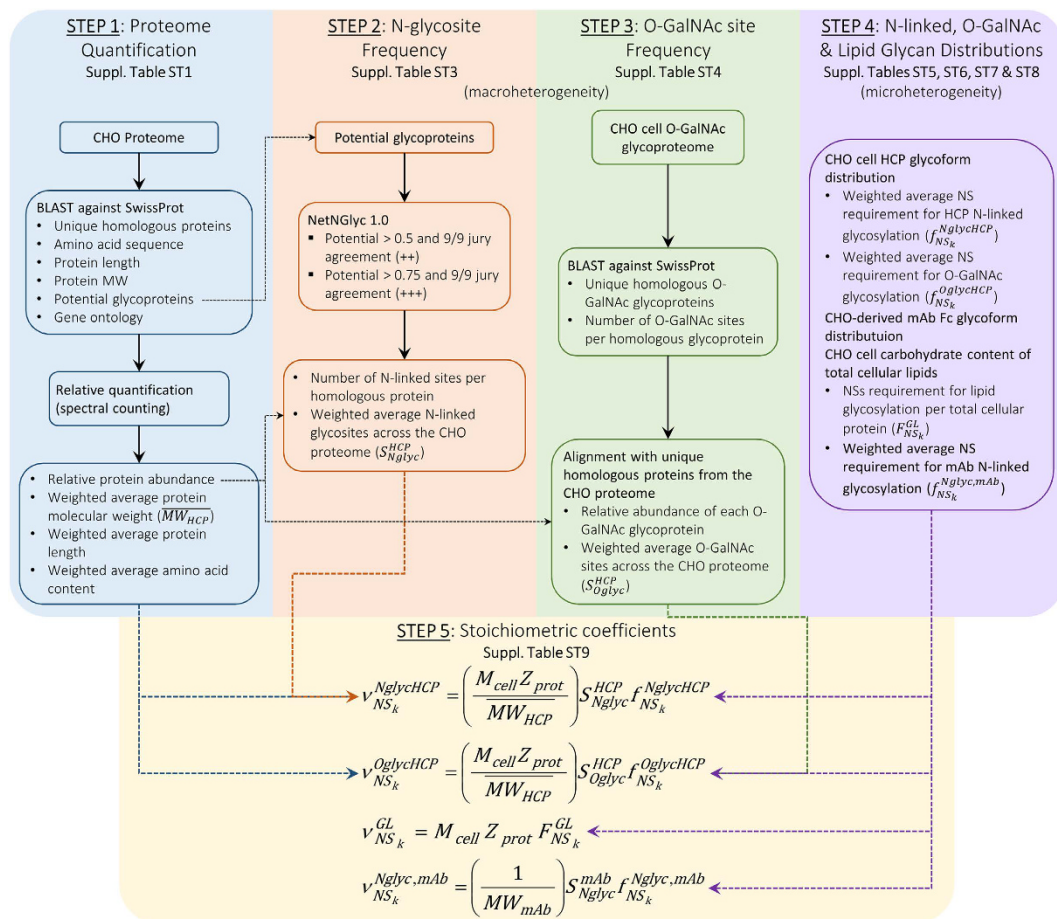 STEP 1: Proteome
Quantification
Suppl. Table ST1
STEP 2: N-glycosite
Frequency
Suppl. Table ST3
STEP 3: O-GalNAc site
Frequency
Suppl. Table ST4
(macroheterogeneity)
STEP 4: N-linked, O-GalNAc
& Lipid Glycan Distributions
Suppl. Tables ST5, ST6, ST7 & ST8
(microheterogeneity)
CHO Proteome
BLAST against SwissProt
• Unique homologous proteins
• Amino acid sequence
• Protein length
• Protein MW
• Potential glycoproteins
• Gene ontology
Relative quantification
(spectral counting)
• Relative protein abundance
• Weighted average protein
molecular weight (\overline{MW_{HCP}})
• Weighted average protein
length
• Weighted average amino acid
content
Potential glycoproteins
NetNGlyc 1.0
▪ Potential > 0.5 and 9/9 jury
agreement (++)
▪ Potential > 0.75 and 9/9 jury
agreement (+++)
• Number of N-linked sites per
homologous protein
• Weighted average N-linked
glycosites across the CHO
proteome (S_{Nglyc}^{HCP})
CHO cell O-GalNAc
glycoproteome
BLAST against SwissProt
• Unique homologous O-
GalNAc glycoproteins
• Number of O-GalNAc sites
per homologous glycoprotein
Alignment with unique
homologous proteins from the
CHO proteome
• Relative abundance of each O-
GalNAc glycoprotein
• Weighted average O-GalNAc
sites across the CHO proteome
(S_{Oglyc}^{HCP})
CHO cell HCP glycoform
distribution
• Weighted average NS
requirement for HCP N-linked
glycosylation (f_{NS_k}^{NglycHCP})
• Weighted average NS
requirement for O-GalNAc
glycosylation (f_{NS_k}^{OglycHCP})
CHO-derived mAb Fc glycoform
distributuion
CHO cell carbohydrate content of
total cellular lipids
• NSs requirement for lipid
glycosylation per total cellular
protein (F_{NS_k}^{GL})
• Weighted average NS
requirement for mAb N-linked
glycosylation (f_{NS_k}^{Nglyc,mAb})
STEP 5: Stoichiometric coefficients
Suppl. Table ST9
ν_{NS_k}^{NglycHCP} = \left(\frac{M_{cell} Z_{prot}}{\overline{MW_{HCP}}}\right) S_{Nglyc}^{HCP} f_{NS_k}^{NglycHCP}
ν_{NS_k}^{OglycHCP} = \left(\frac{M_{cell} Z_{prot}}{\overline{MW_{HCP}}}\right) S_{Oglyc}^{HCP} f_{NS_k}^{OglycHCP}
ν_{NS_k}^{GL} = M_{cell} Z_{prot} F_{NS_k}^{GL}
ν_{NS_k}^{Nglyc,mAb} = \left(\frac{1}{MW_{mAb}}\right) S_{Nglyc}^{mAb} f_{NS_k}^{Nglyc,mAb}